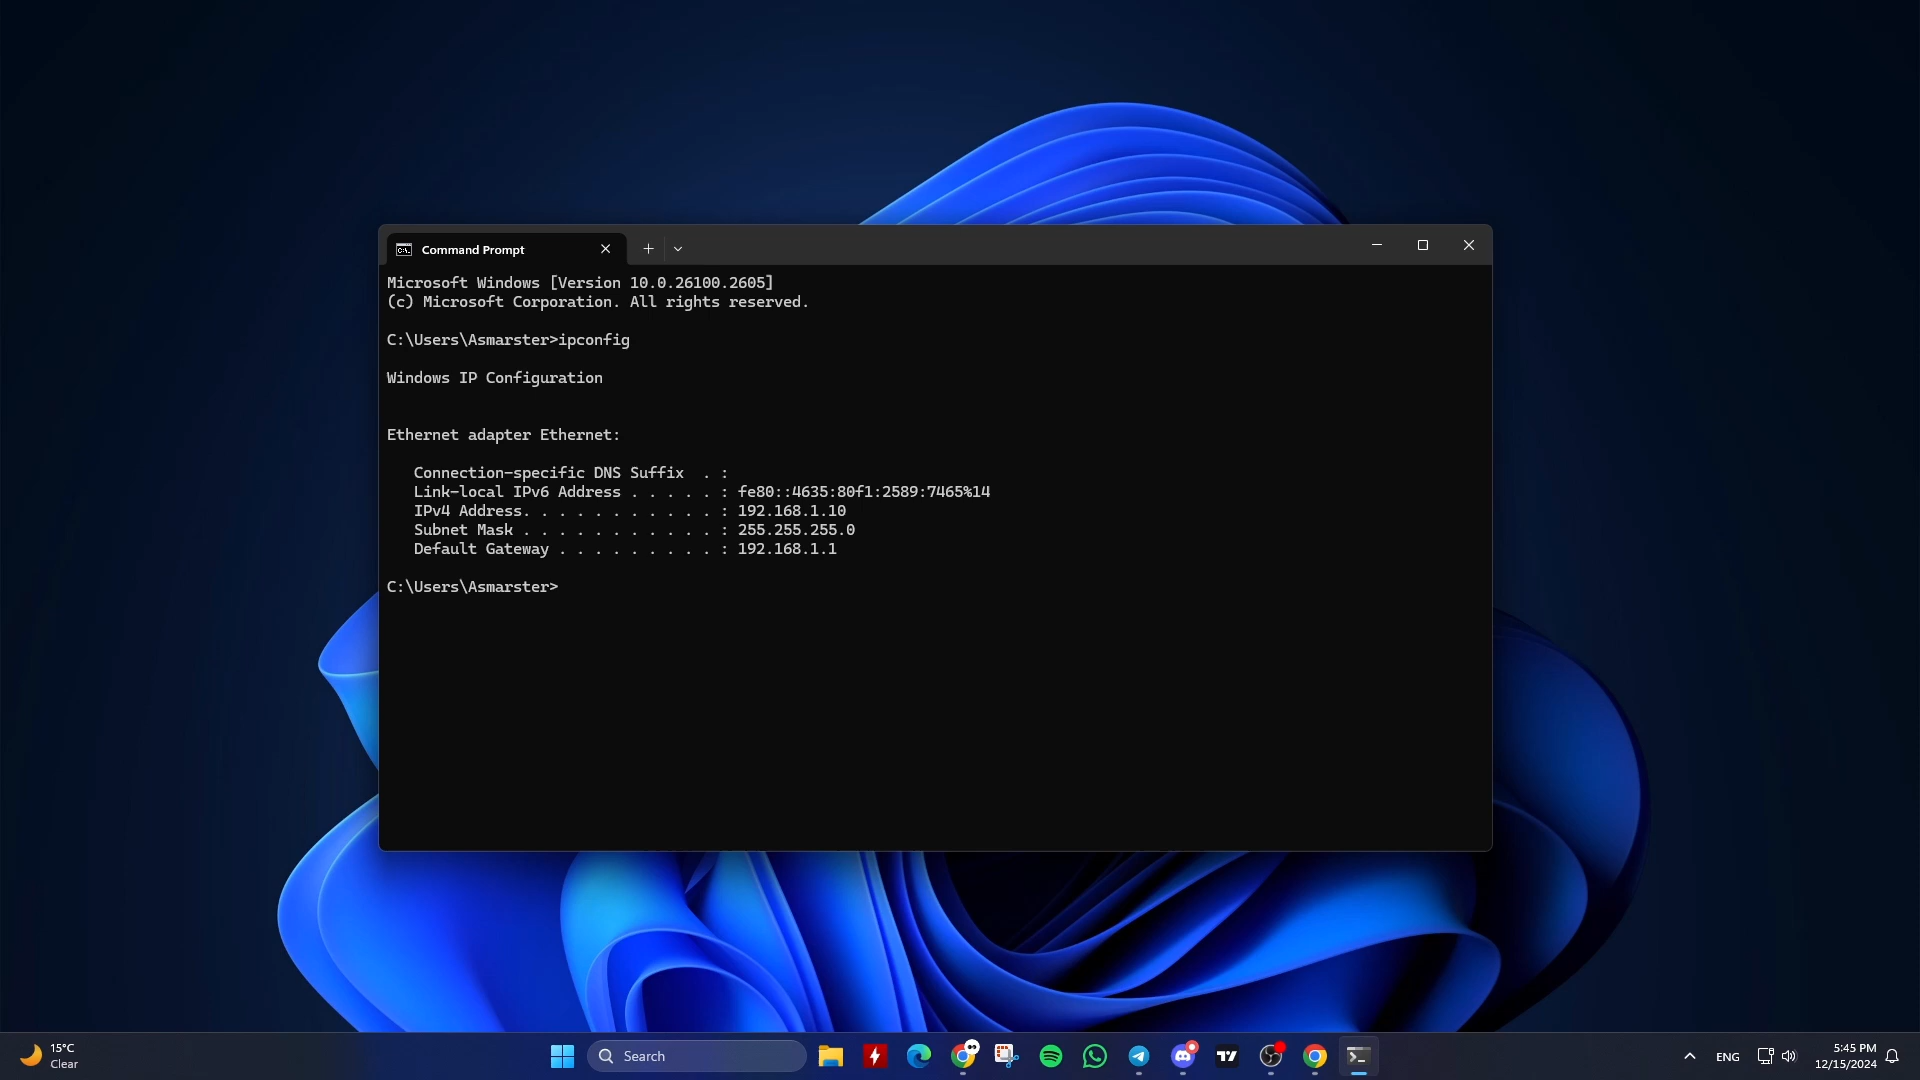 Command Prompt
Microsoft Windows [Version 10.0.26100.2605]
(c) Microsoft Corporation. All rights reserved.
C:\Users\Asmarster>ipconfig
Windows IP Configuration
Ethernet adapter Ethernet:
Connection-specific DNS Suffix  . :
Link-local IPv6 Address . . . . . : fe80::4635:80f1:2589:7465%14
IPv4 Address. . . . . . . . . . . : 192.168.1.10
Subnet Mask . . . . . . . . . . . : 255.255.255.0
Default Gateway . . . . . . . . . : 192.168.1.1
C:\Users\Asmarster>
15°C
Clear
Search
ENG
5:45 PM
12/15/2024